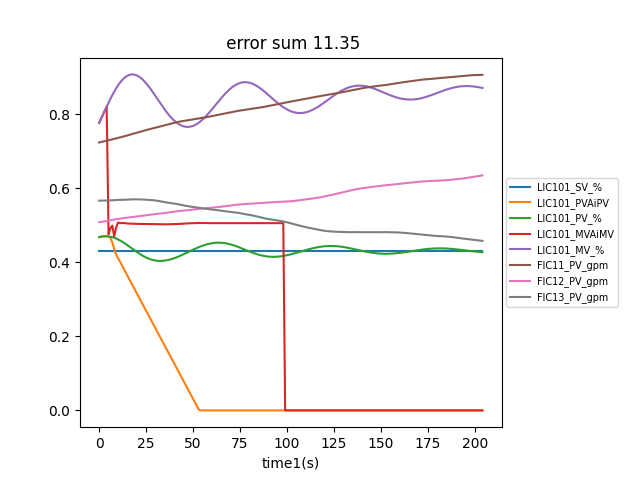 error sum 11.35
0.8
0.6
0.4
0.2
0.0
0
25
50
75
100
125
150
175
200
time1(s)
LIC101_SV_%
LIC101_PVAiPV
LIC101_PV_%
LIC101_MVAiMV
LIC101_MV_%
FIC11_PV_gpm
FIC12_PV_gpm
FIC13_PV_gpm